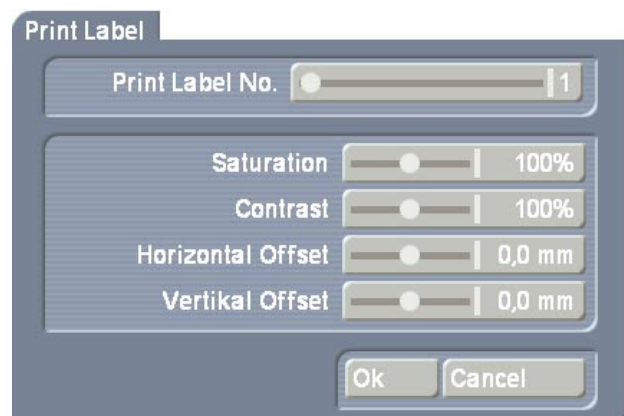 Print Label
Print Label No. 1
Saturation 100%
Contrast 100%
Horizontal Offset 0,0 mm
Vertikal Offset 0,0 mm
Ok Cancel